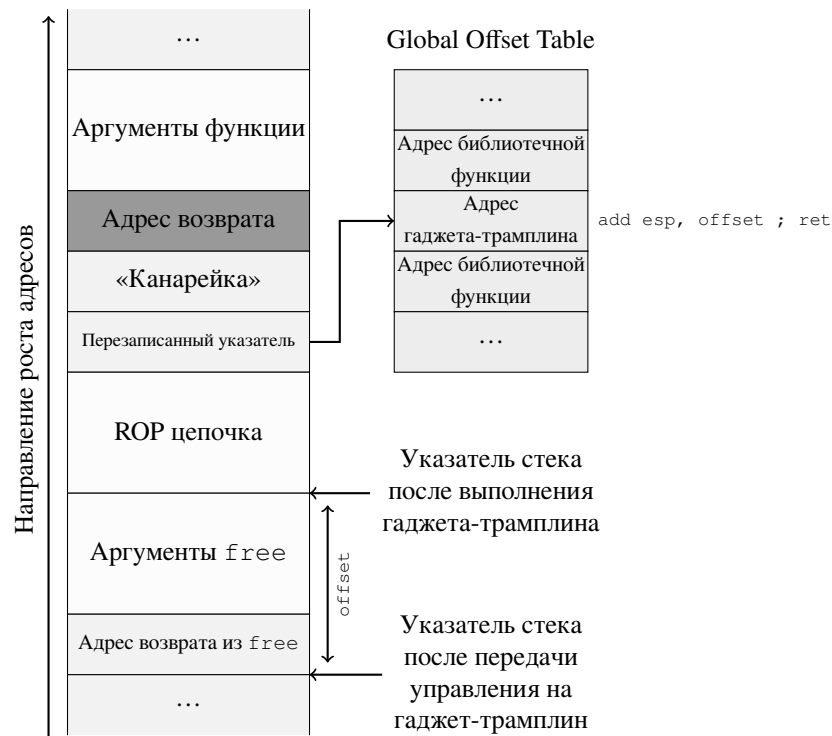 Направление роста адресов
...
Аргументы функции
Адрес возврата
«Канарейка»
Перезаписанный указатель
ROP цепочка
Аргументы free
Адрес возврата из free
...
Global Offset Table
...
Адрес библиотечной
функции
Адрес
гаджета-трамплина
Адрес библиотечной
функции
...
add esp, offset ; ret
Указатель стека
после выполнения
гаджета-трамплина
offset
Указатель стека
после передачи
управления на
гаджет-трамплин